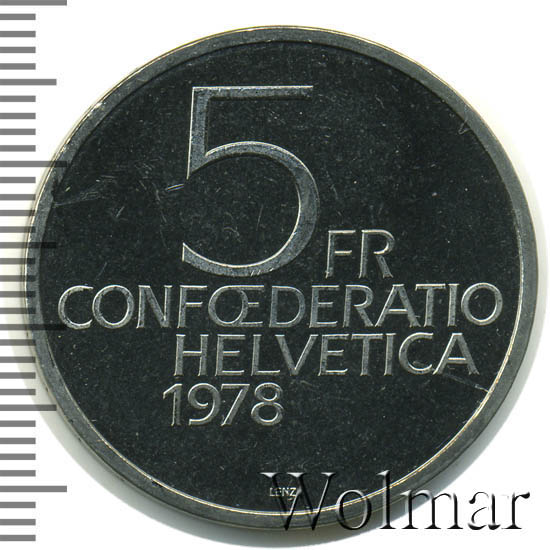 5 FR
CONFŒDERATIO
HELVETICA
1978
LENZ
Wolmar